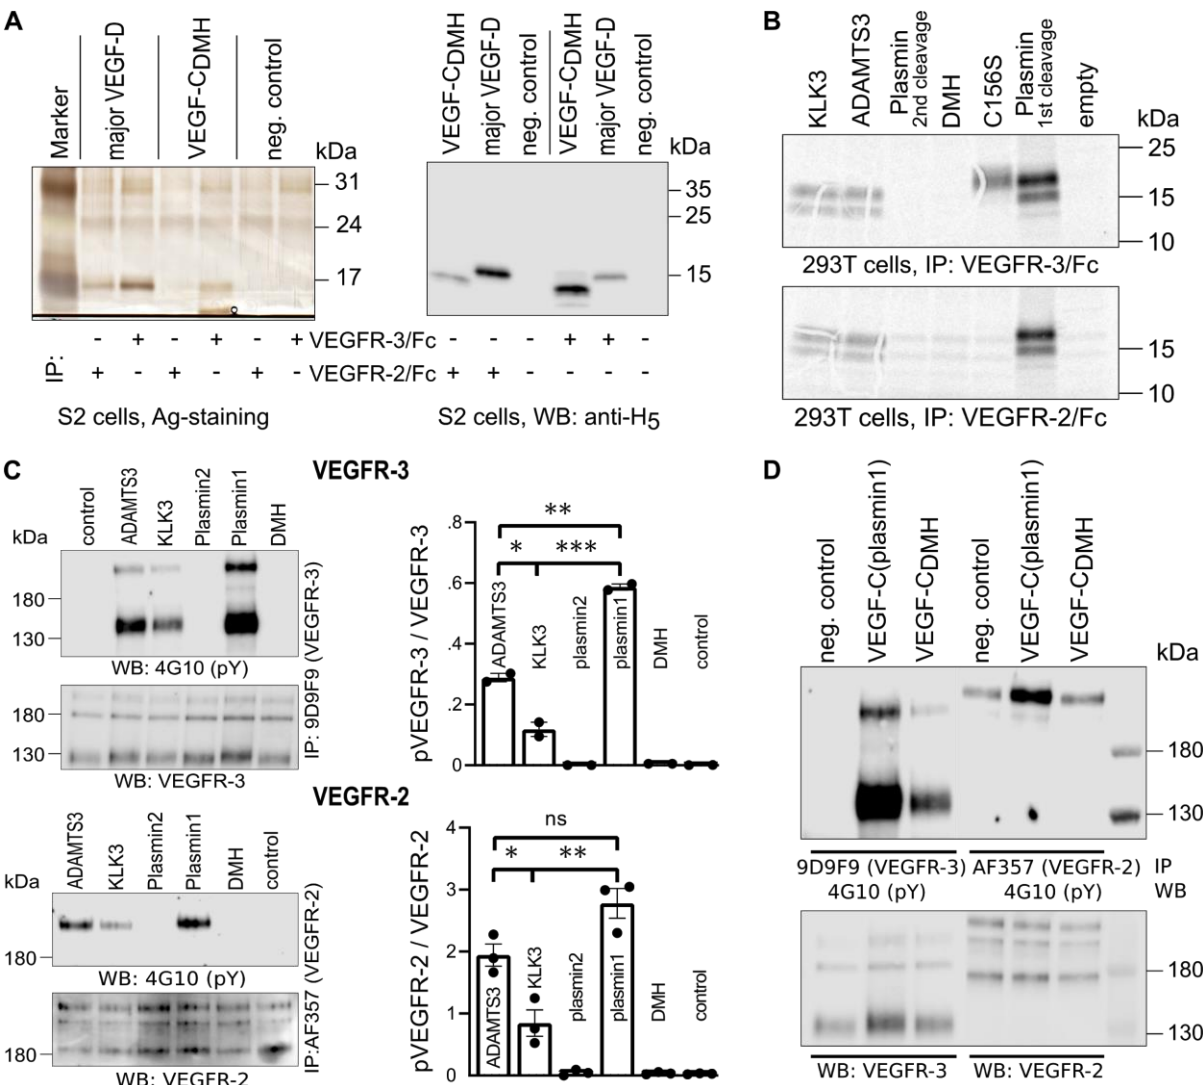 A
Marker
major VEGF-D
VEGF-CDMH
neg. control
kDa
31
24
17
IP:
- + - + - + VEGFR-3/Fc
+ - + - + - VEGFR-2/Fc
S2 cells, Ag-staining
VEGF-CDMH
major VEGF-D
neg. control
VEGF-CDMH
major VEGF-D
neg. control
kDa
35
25
15
- - - + + -
+ + - - - -
S2 cells, WB: anti-H5
B
KLK3
ADAMTS3
Plasmin
2nd cleavage
DMH
C156S
Plasmin
1st cleavage
empty
kDa
25
15
10
293T cells, IP: VEGFR-3/Fc
15
10
293T cells, IP: VEGFR-2/Fc
C
control
ADAMTS3
KLK3
Plasmin2
Plasmin1
DMH
kDa
180
130
WB: 4G10 (pY)
180
130
WB: VEGFR-3
IP: 9D9F9 (VEGFR-3)
VEGFR-3
pVEGFR-3 / VEGFR-3
.8
.6
.4
.2
0
**
* ***
ADAMTS3
KLK3
plasmin2
plasmin1
DMH
control
ADAMTS3
KLK3
Plasmin2
Plasmin1
DMH
control
kDa
180
WB: 4G10 (pY)
180
WB: VEGFR-2
IP:AF357 (VEGFR-2)
VEGFR-2
pVEGFR-2 / VEGFR-2
4
3
2
1
0
ns
* **
ADAMTS3
KLK3
plasmin2
plasmin1
DMH
control
D
neg. control
VEGF-C(plasmin1)
VEGF-CDMH
neg. control
VEGF-C(plasmin1)
VEGF-CDMH
kDa
180
130
9D9F9 (VEGFR-3) AF357 (VEGFR-2) IP
4G10 (pY) 4G10 (pY) WB
180
130
WB: VEGFR-3 WB: VEGFR-2